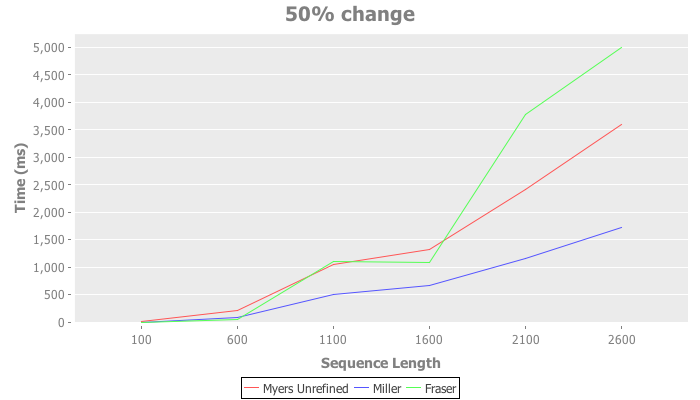 50% change
5,000
4,500
4,000
3,500
3,000
2,500
2,000
1,500
1,000
500
0
Time (ms)
100 600 1100 1600 2100 2600
Sequence Length
Myers Unrefined Miller Fraser